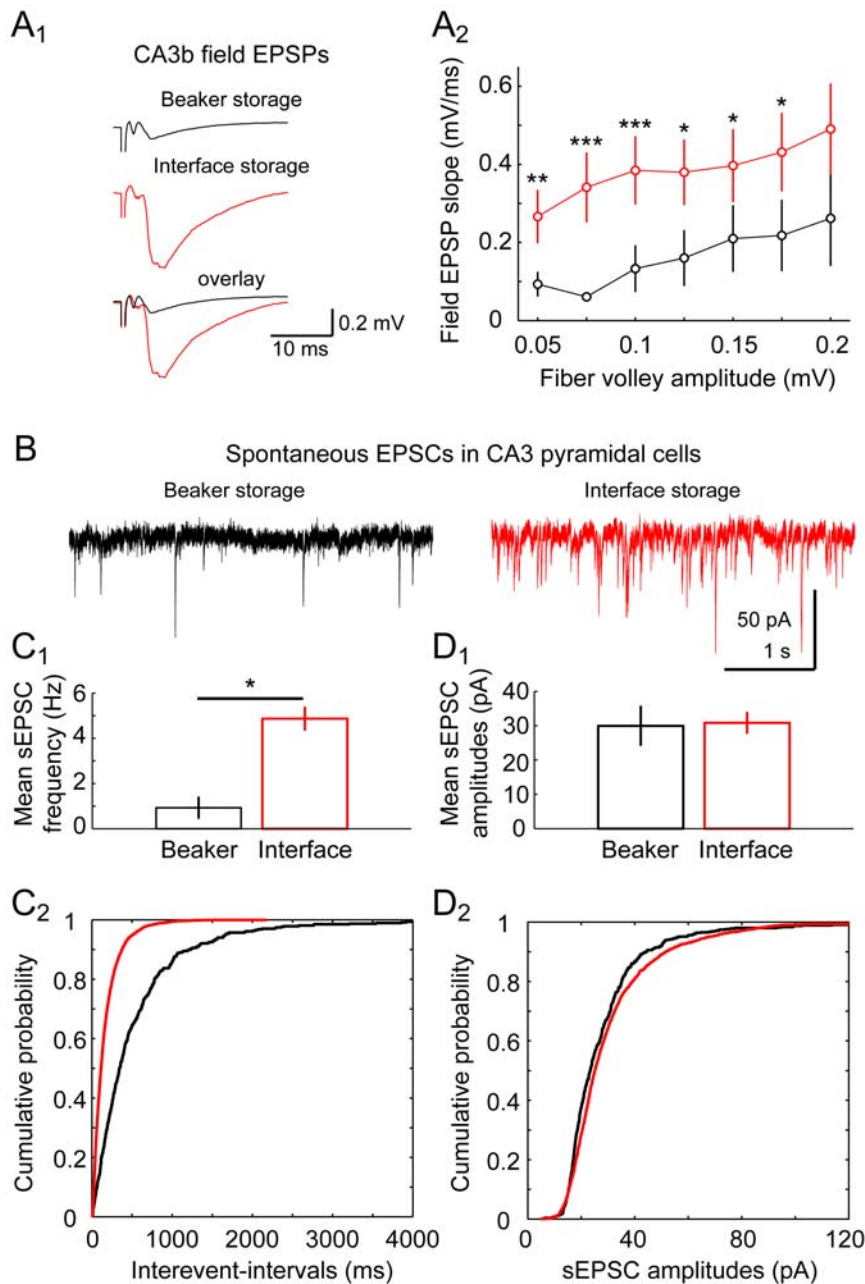 A1
CA3b field EPSPs
Beaker storage
Interface storage
overlay
0.2 mV
10 ms
A2
Field EPSP slope (mV/ms)
0.6
0.4
0.2
0
** *** *** * * *
0.05 0.1 0.15 0.2
Fiber volley amplitude (mV)
B
Spontaneous EPSCs in CA3 pyramidal cells
Beaker storage
Interface storage
50 pA
1 s
C1
Mean sEPSC
frequency (Hz)
6
4
2
0
*
Beaker Interface
D1
Mean sEPSC
amplitudes (pA)
40
30
20
10
0
Beaker Interface
C2
Cumulative probability
1
0.8
0.6
0.4
0.2
0
0 1000 2000 3000 4000
Interevent-intervals (ms)
D2
Cumulative probability
1
0.8
0.6
0.4
0.2
0
0 40 80 120
sEPSC amplitudes (pA)